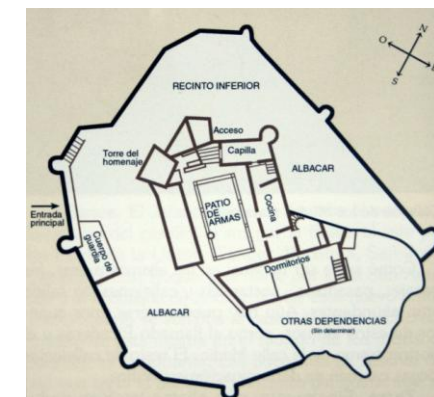 N
O
E
S
RECINTO INFERIOR
Acceso
Torre del
homenaje
Capilla
ALBACAR
PATIO
DE
ARMAS
Cocina
Entrada
principal
Cuerpo de
guardia
Dormitorios
ALBACAR
OTRAS DEPENDENCIAS
(Sin determinar)